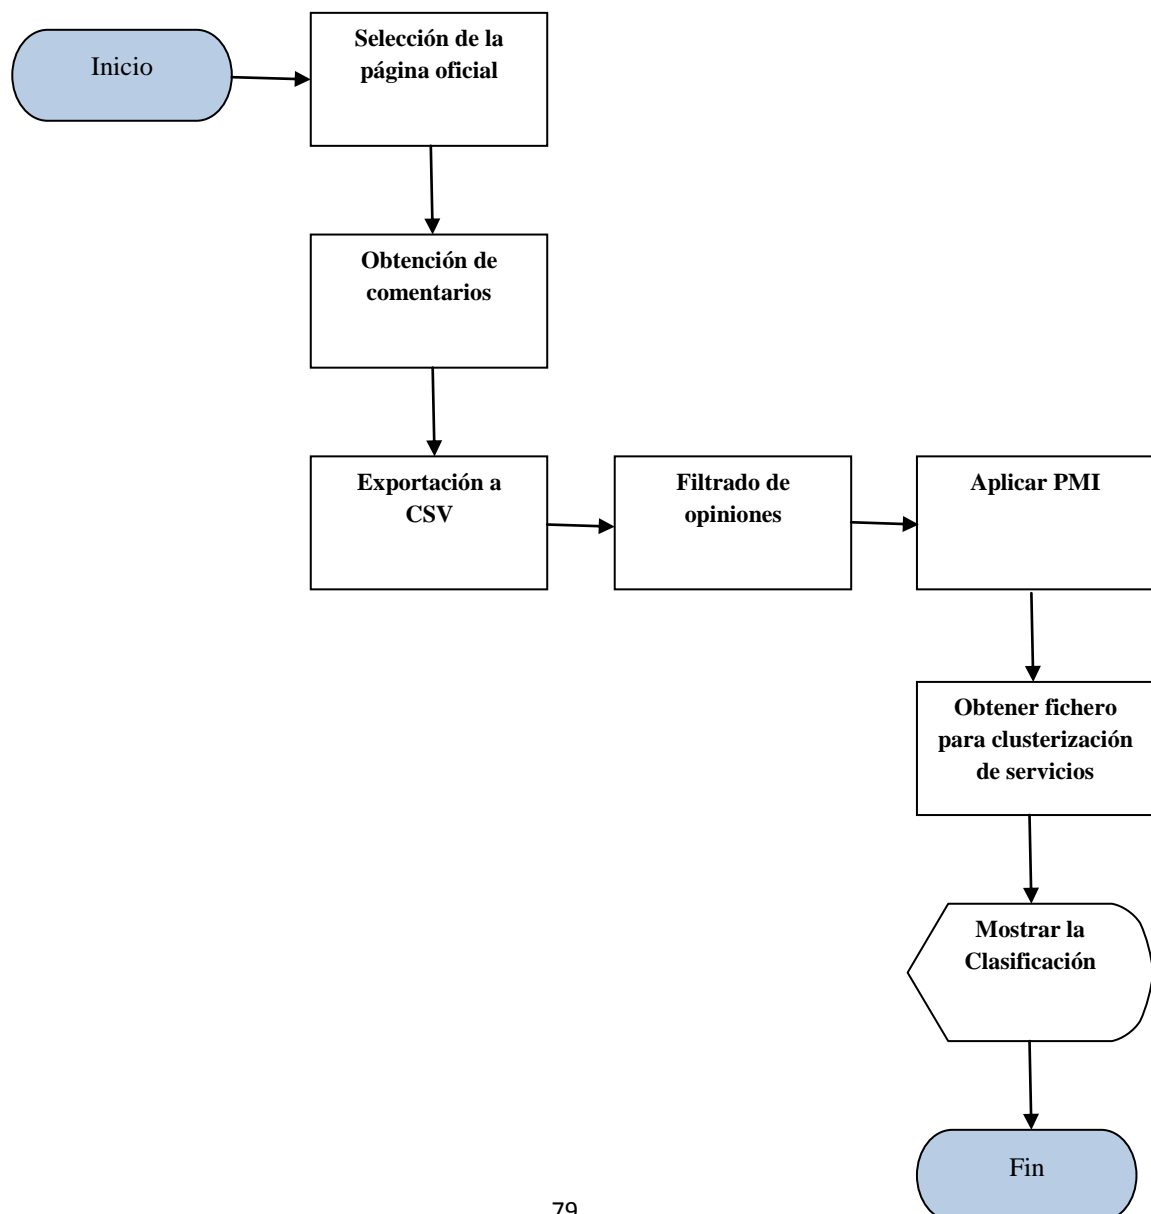 Inicio
Selección de la
página oficial
Obtención de
comentarios
Exportación a
CSV
Filtrado de
opiniones
Aplicar PMI
Obtener fichero
para clusterización
de servicios
Mostrar la
Clasificación
Fin
79